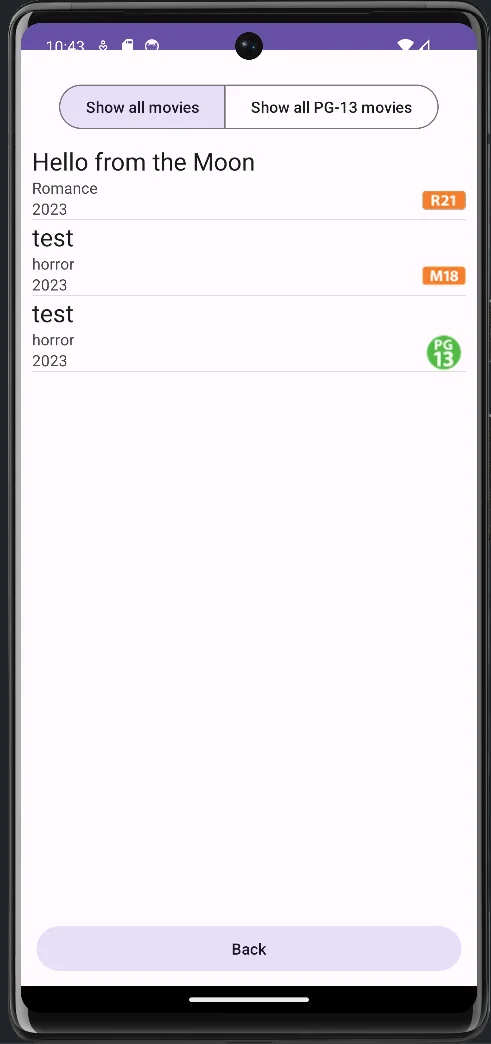 10:43
Show all movies
Show all PG-13 movies
Hello from the Moon
Romance
2023
R21
test
horror
2023
M18
test
horror
2023
PG
13
Back